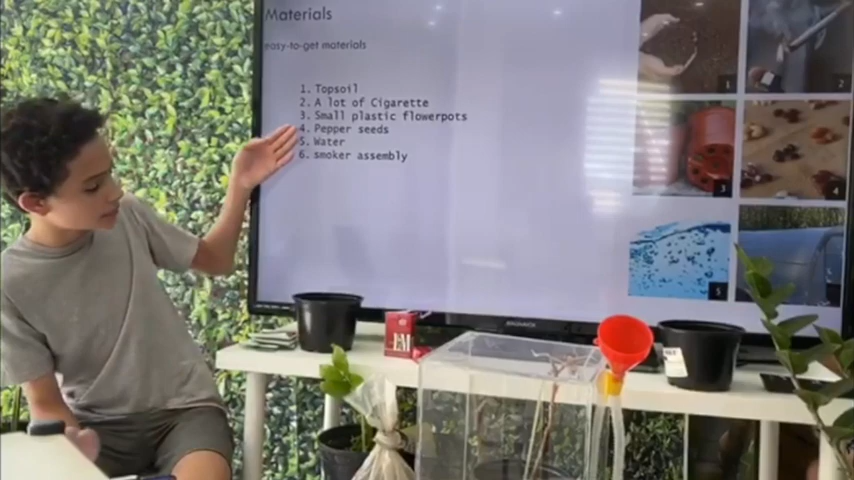 Materials
easy-to-get materials
1. Topsoil
2. A lot of Cigarette
3. Small plastic flowerpots
4. Pepper seeds
5. Water
6. smoker assembly
1
2
3
4
5
L&M